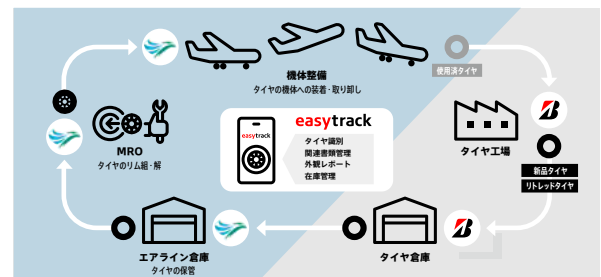 機体整備
タイヤの機体への装着・取り卸し
使用済タイヤ
easytrack
easytrack
タイヤ識別
関連書類管理
外観レポート
在庫管理
MRO
タイヤのリム組・解
タイヤ工場
新品タイヤ
リトレッドタイヤ
エアライン倉庫
タイヤの保管
タイヤ倉庫
B
B